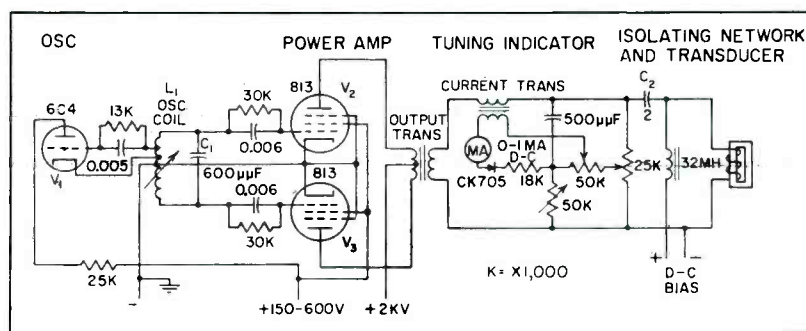 OSC
POWER AMP
TUNING INDICATOR
ISOLATING NETWORK
AND TRANSDUCER
L1
OSC
COIL
6C4
13K
0.005
V1
30K
813
V2
0.006
C1
600µµF
813
0.006
30K
V3
OUTPUT
TRANS
CURRENT TRANS
MA
0-1 MA
D-C
CK705
18K
500µµF
50K
50K
25K
C2
2
32MH
K = X1,000
25K
-
+150-600V
+2KV
+ -
D-C
BIAS